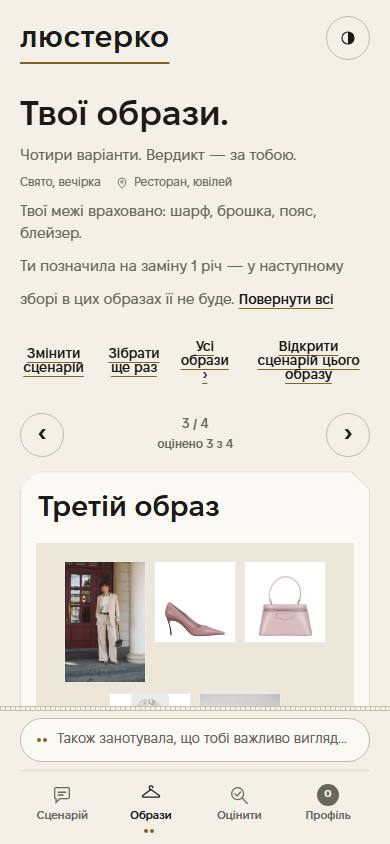 люстерко
Твої образи.
Чотири варіанти. Вердикт — за тобою.
Свято, вечірка Ресторан, ювілей
Твої межі враховано: шарф, брошка, пояс,
блейзер.
Ти позначила на заміну 1 річ — у наступному
зборі в цих образах її не буде. Повернути всі
Змінити
сценарій
Зібрати
ще раз
Усі
образи
›
Відкрити
сценарій цього
образу
‹
3 / 4
оцінено 3 з 4
›
Третій образ
Також занотувала, що тобі важливо вигляд...
Сценарій
Образи
Оцінити
0
Профіль